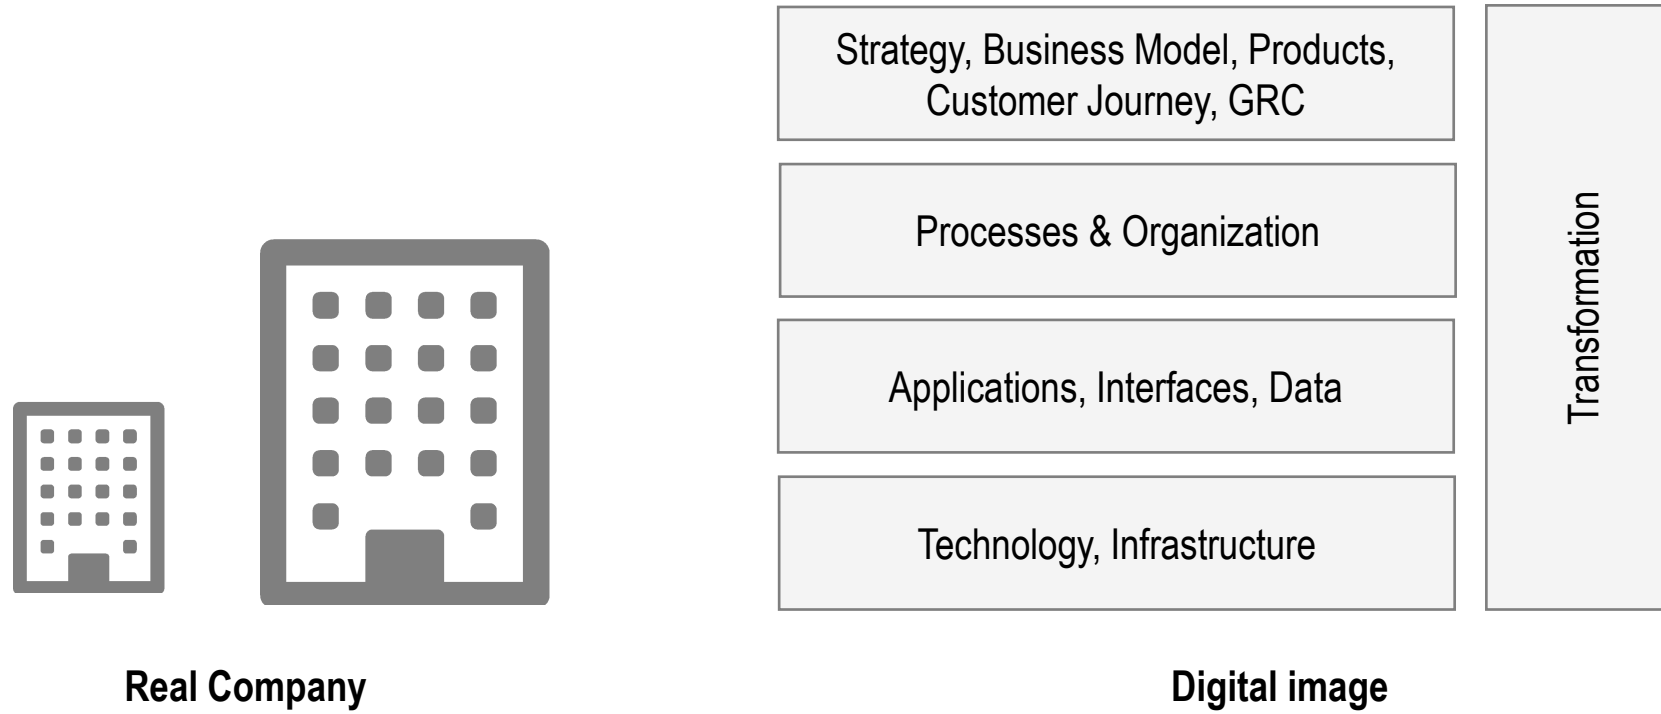 Strategy, Business Model, Products,
Customer Journey, GRC
Processes & Organization
Applications, Interfaces, Data
Technology, Infrastructure
Transformation
Real Company
Digital image